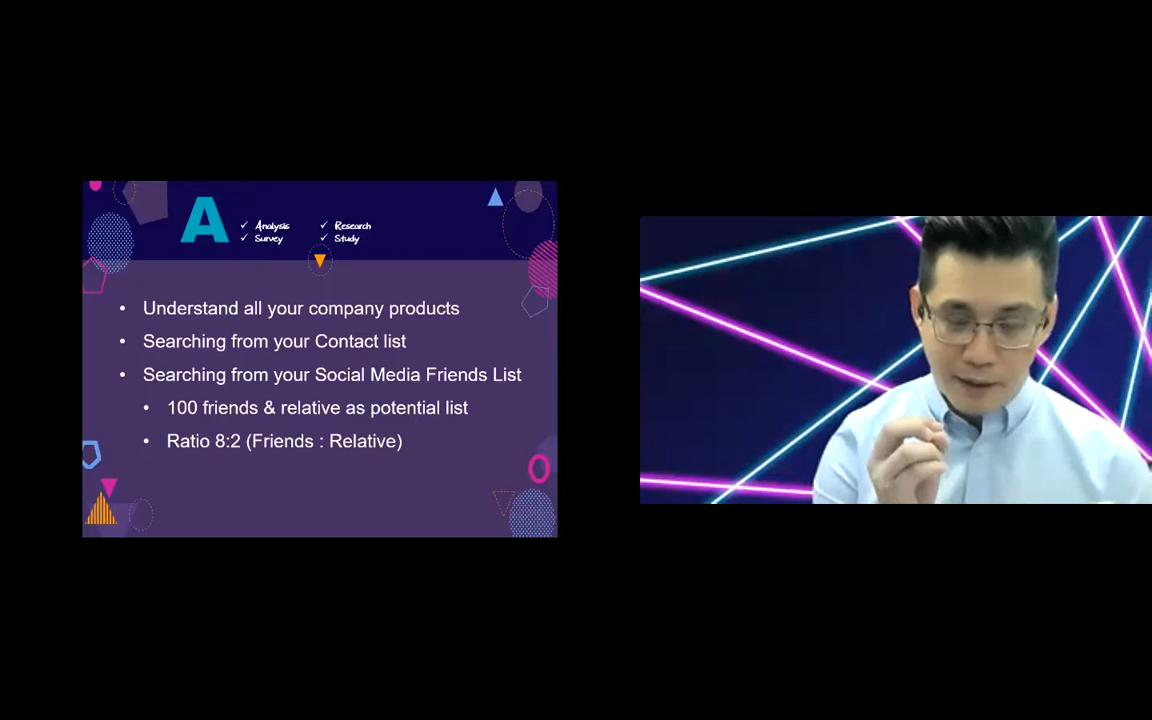 A
✓ Analysis ✓ Research
✓ Survey ✓ Study
• Understand all your company products
• Searching from your Contact list
• Searching from your Social Media Friends List
• 100 friends & relative as potential list
• Ratio 8:2 (Friends : Relative)